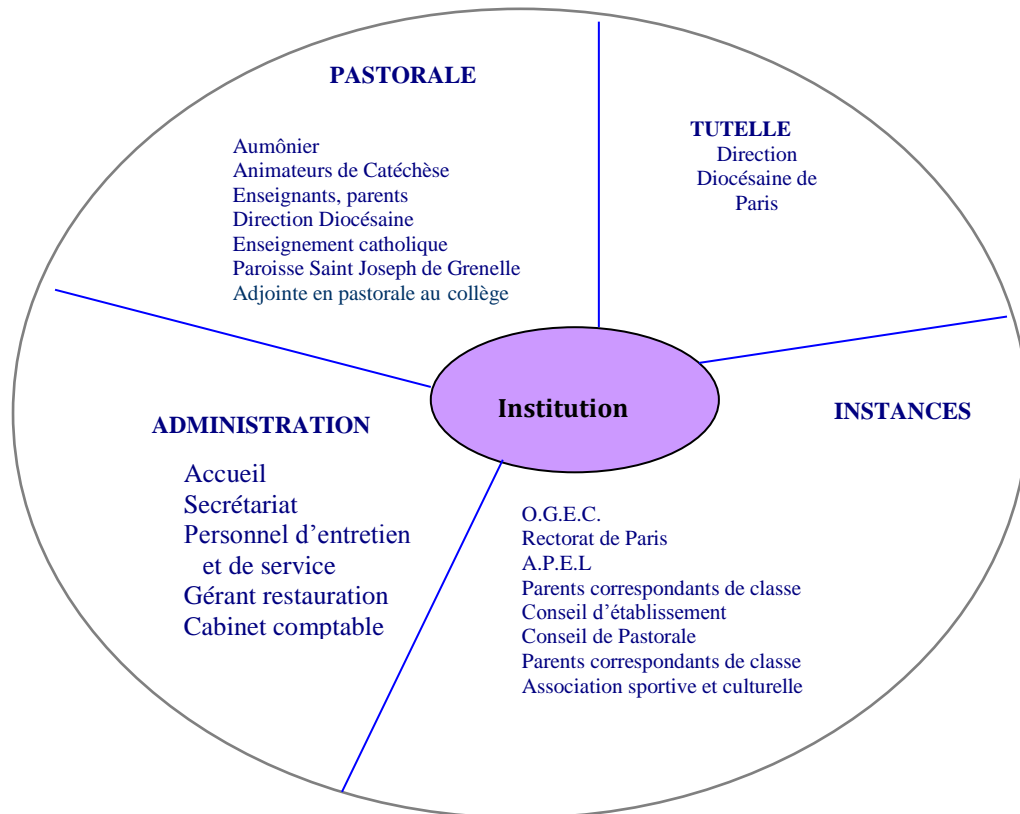 PASTORALE
Aumônier
Animateurs de Catéchèse
Enseignants, parents
Direction Diocésaine
Enseignement catholique
Paroisse Saint Joseph de Grenelle
Adjointe en pastorale au collège
TUTELLE
Direction
Diocésaine de
Paris
Institution
ADMINISTRATION
Accueil
Secrétariat
Personnel d’entretien
et de service
Gérant restauration
Cabinet comptable
INSTANCES
O.G.E.C.
Rectorat de Paris
A.P.E.L
Parents correspondants de classe
Conseil d’établissement
Conseil de Pastorale
Parents correspondants de classe
Association sportive et culturelle